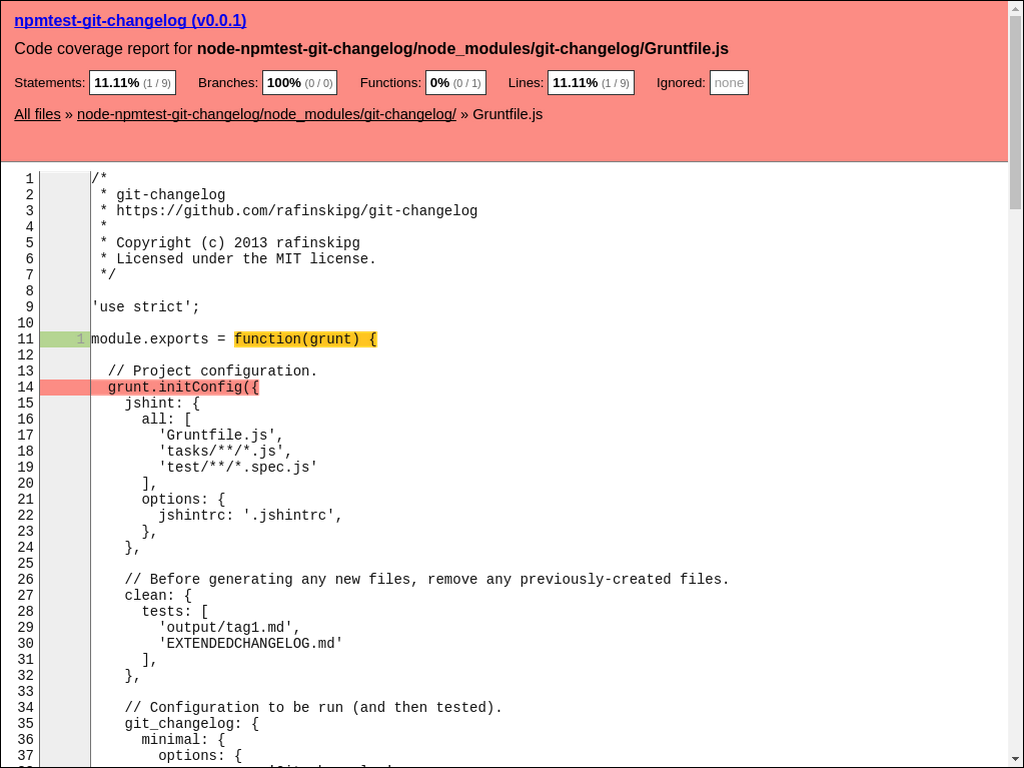 npmtest-git-changelog (v0.0.1)
Code coverage report for node-npmtest-git-changelog/node_modules/git-changelog/Gruntfile.js
Statements: 11.11% (1 / 9) Branches: 100% (0 / 0) Functions: 0% (0 / 1) Lines: 11.11% (1 / 9) Ignored: none
All files » node-npmtest-git-changelog/node_modules/git-changelog/ » Gruntfile.js
1 /*
2  * git-changelog
3  * https://github.com/rafinskipg/git-changelog
4  *
5  * Copyright (c) 2013 rafinskipg
6  * Licensed under the MIT license.
7  */
8
9 'use strict';
10
11 1 module.exports = function(grunt) {
12
13   // Project configuration.
14   grunt.initConfig({
15     jshint: {
16       all: [
17         'Gruntfile.js',
18         'tasks/**/*.js',
19         'test/**/*.spec.js'
20       ],
21       options: {
22         jshintrc: '.jshintrc',
23       },
24     },
25
26     // Before generating any new files, remove any previously-created files.
27     clean: {
28       tests: [
29         'output/tag1.md',
30         'EXTENDEDCHANGELOG.md'
31       ],
32     },
33
34     // Configuration to be run (and then tested).
35     git_changelog: {
36       minimal: {
37         options: {